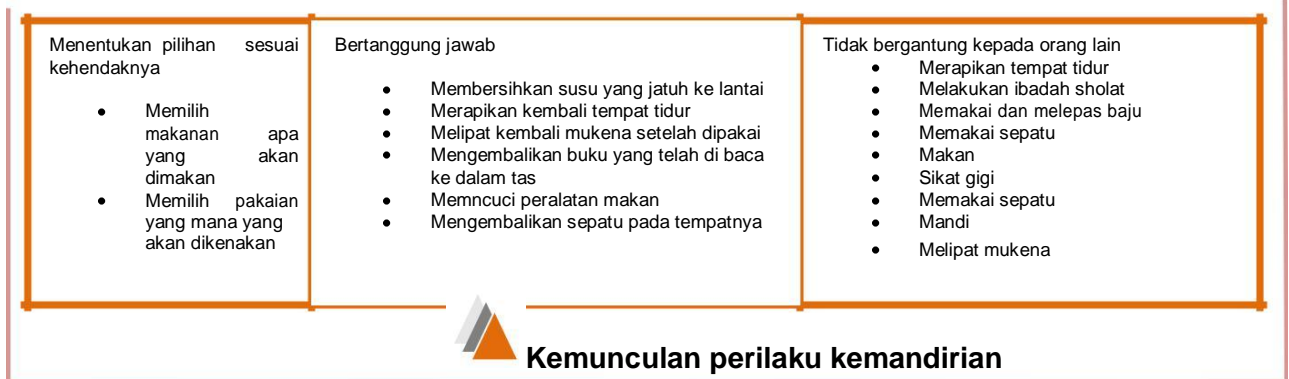 Menentukan pilihan sesuai
kehendaknya
• Memilih
makanan apa
yang akan
dimakan
• Memilih pakaian
yang mana yang
akan dikenakan
Bertanggung jawab
• Membersihkan susu yang jatuh ke lantai
• Merapikan kembali tempat tidur
• Melipat kembali mukena setelah dipakai
• Mengembalikan buku yang telah di baca
ke dalam tas
• Memncuci peralatan makan
• Mengembalikan sepatu pada tempatnya
Tidak bergantung kepada orang lain
• Merapikan tempat tidur
• Melakukan ibadah sholat
• Memakai dan melepas baju
• Memakai sepatu
• Makan
• Sikat gigi
• Memakai sepatu
• Mandi
• Melipat mukena
Kemunculan perilaku kemandirian